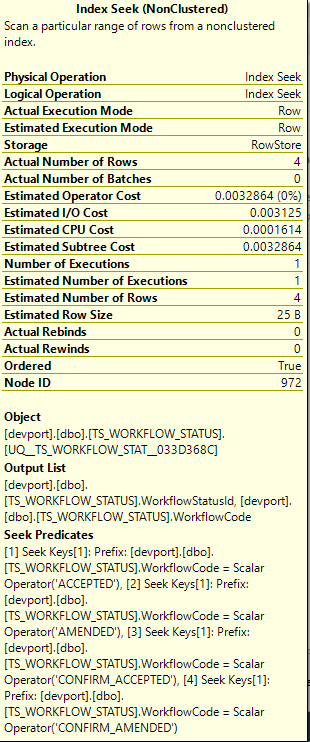 Index Seek (NonClustered)
Scan a particular range of rows from a nonclustered
index.
Physical Operation Index Seek
Logical Operation Index Seek
Actual Execution Mode Row
Estimated Execution Mode Row
Storage RowStore
Actual Number of Rows 4
Actual Number of Batches 0
Estimated Operator Cost 0.0032864 (0%)
Estimated I/O Cost 0.003125
Estimated CPU Cost 0.0001614
Estimated Subtree Cost 0.0032864
Number of Executions 1
Estimated Number of Executions 1
Estimated Number of Rows 4
Estimated Row Size 25 B
Actual Rebinds 0
Actual Rewinds 0
Ordered True
Node ID 972
Object
[devport].[dbo].[TS_WORKFLOW_STATUS].
[UQ__TS_WORKFLOW_STAT__033D368C]
Output List
[devport].[dbo].
[TS_WORKFLOW_STATUS].WorkflowStatusId, [devport].
[dbo].[TS_WORKFLOW_STATUS].WorkflowCode
Seek Predicates
[1] Seek Keys[1]: Prefix: [devport].[dbo].
[TS_WORKFLOW_STATUS].WorkflowCode = Scalar
Operator('ACCEPTED'), [2] Seek Keys[1]: Prefix:
[devport].[dbo].
[TS_WORKFLOW_STATUS].WorkflowCode = Scalar
Operator('AMENDED'), [3] Seek Keys[1]: Prefix:
[devport].[dbo].
[TS_WORKFLOW_STATUS].WorkflowCode = Scalar
Operator('CONFIRM_ACCEPTED'), [4] Seek Keys[1]:
Prefix: [devport].[dbo].
[TS_WORKFLOW_STATUS].WorkflowCode = Scalar
Operator('CONFIRM_AMENDED')